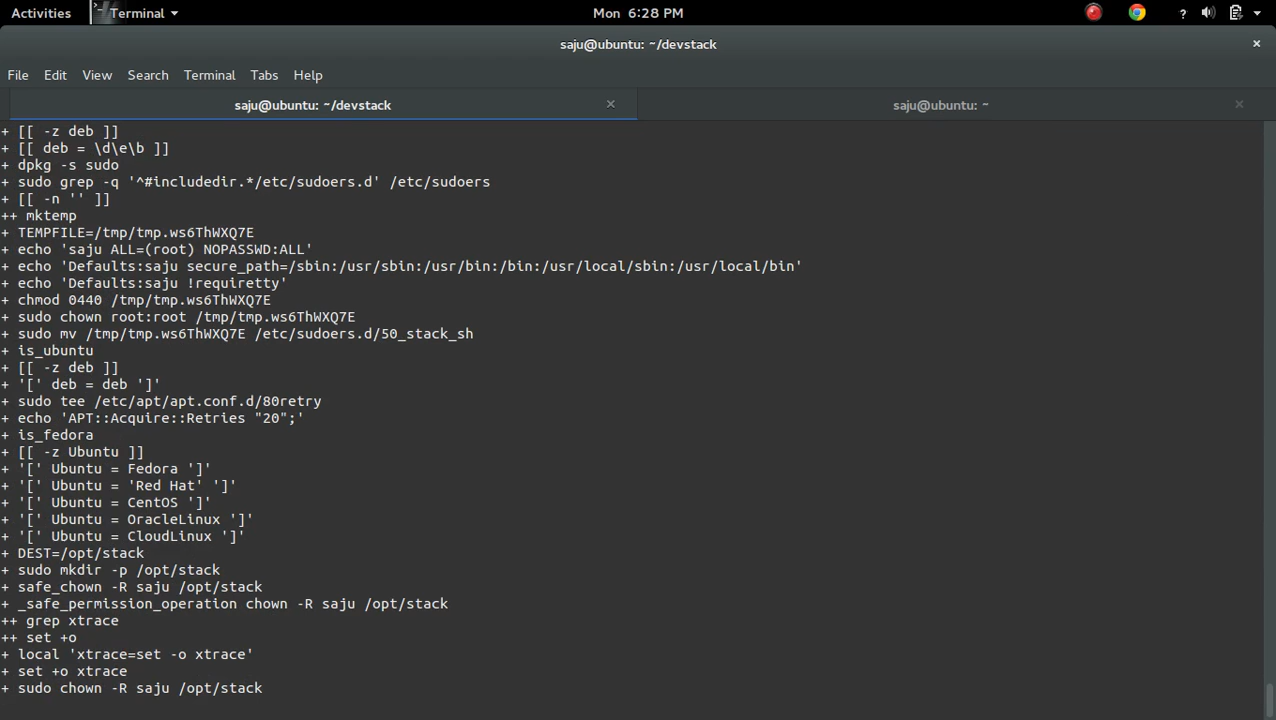 Activities
Terminal
Mon 6:28 PM
?
saju@ubuntu: ~/devstack
File Edit View Search Terminal Tabs Help
saju@ubuntu: ~/devstack
saju@ubuntu: ~
+ [[ -z deb ]]
+ [[ deb = \d\e\b ]]
+ dpkg -s sudo
+ sudo grep -q '^#includedir.*/etc/sudoers.d' /etc/sudoers
+ [[ -n '' ]]
++ mktemp
+ TEMPFILE=/tmp/tmp.ws6ThWXQ7E
+ echo 'saju ALL=(root) NOPASSWD:ALL'
+ echo 'Defaults:saju secure_path=/sbin:/usr/sbin:/usr/bin:/bin:/usr/local/sbin:/usr/local/bin'
+ echo 'Defaults:saju !requiretty'
+ chmod 0440 /tmp/tmp.ws6ThWXQ7E
+ sudo chown root:root /tmp/tmp.ws6ThWXQ7E
+ sudo mv /tmp/tmp.ws6ThWXQ7E /etc/sudoers.d/50_stack_sh
+ is_ubuntu
+ [[ -z deb ]]
+ '[' deb = deb ']'
+ sudo tee /etc/apt/apt.conf.d/80retry
+ echo 'APT::Acquire::Retries "20";'
+ is_fedora
+ [[ -z Ubuntu ]]
+ '[' Ubuntu = Fedora ']'
+ '[' Ubuntu = 'Red Hat' ']'
+ '[' Ubuntu = CentOS ']'
+ '[' Ubuntu = OracleLinux ']'
+ '[' Ubuntu = CloudLinux ']'
+ DEST=/opt/stack
+ sudo mkdir -p /opt/stack
+ safe_chown -R saju /opt/stack
+ _safe_permission_operation chown -R saju /opt/stack
++ grep xtrace
++ set +o
+ local 'xtrace=set -o xtrace'
+ set +o xtrace
+ sudo chown -R saju /opt/stack